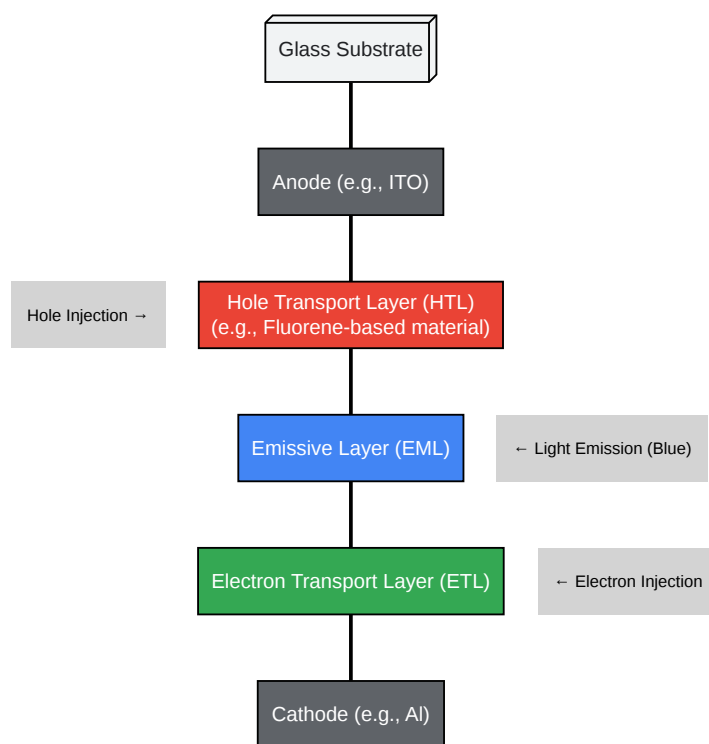 Glass Substrate
Anode (e.g., ITO)
Hole Transport Layer (HTL)
(e.g., Fluorene-based material)
Hole Injection →
Emissive Layer (EML)
← Light Emission (Blue)
Electron Transport Layer (ETL)
← Electron Injection
Cathode (e.g., Al)